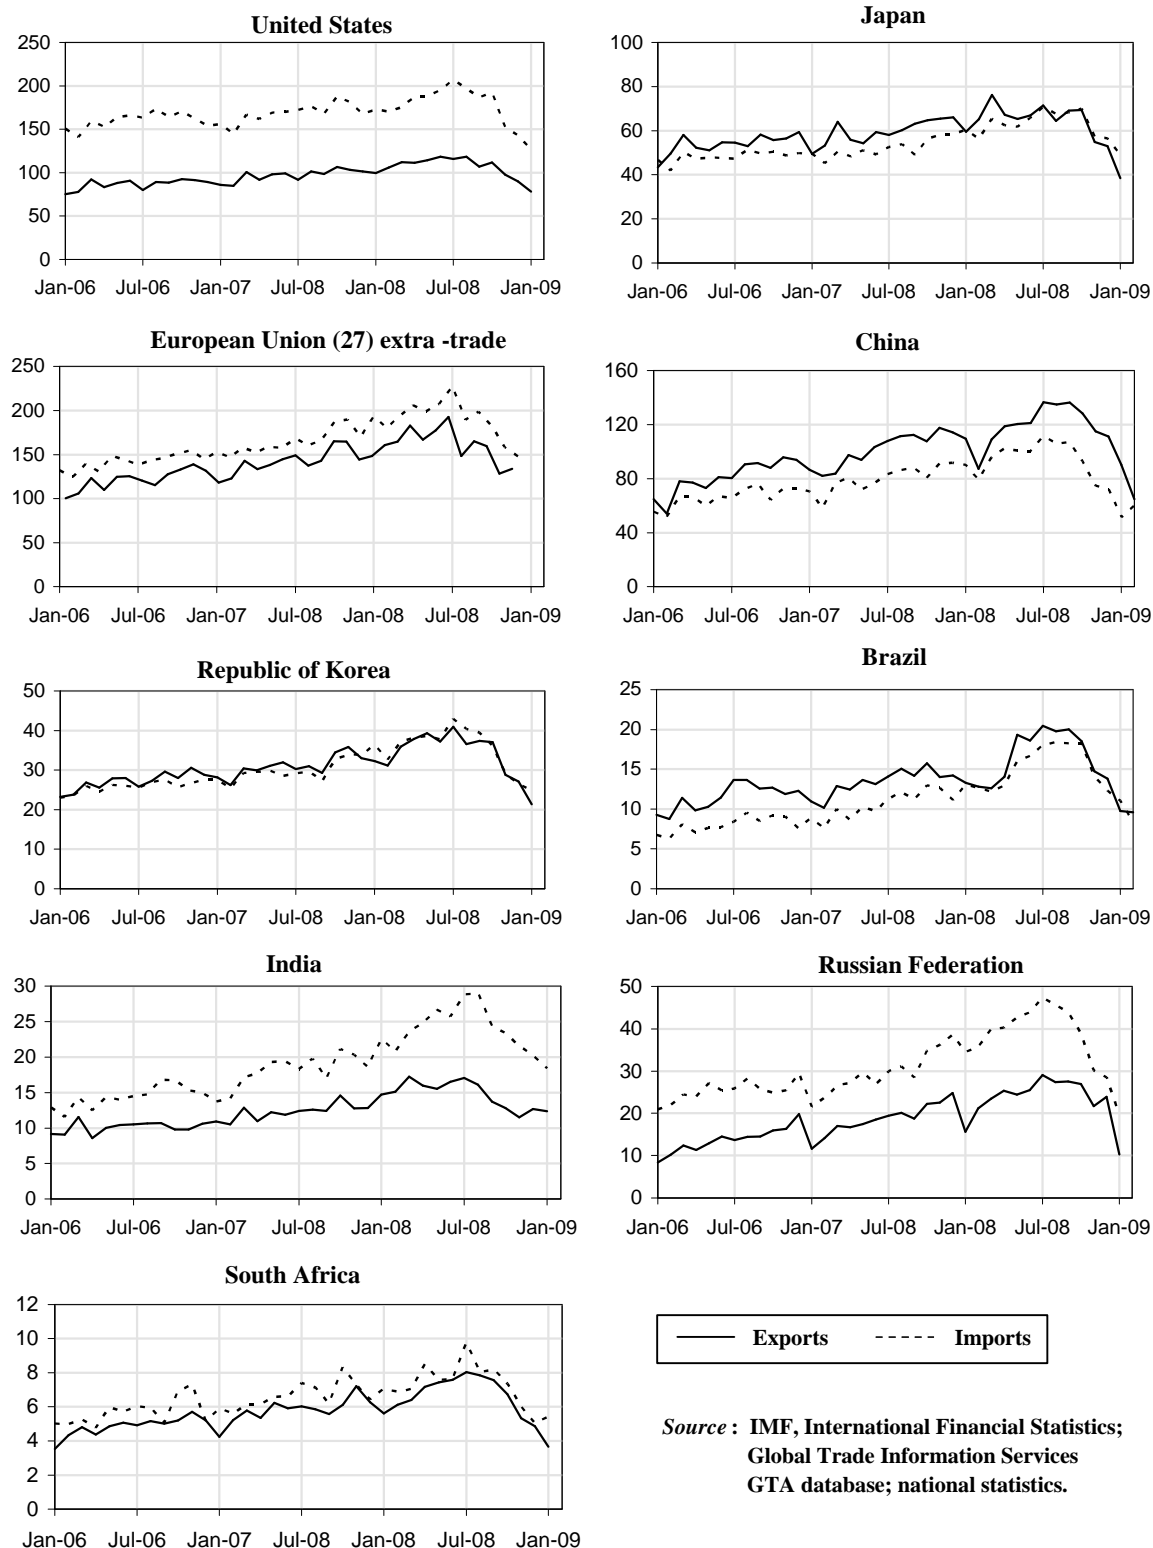 United States
250
200
150
100
50
0
Jan-06 Jul-06 Jan-07 Jul-08 Jan-08 Jul-08 Jan-09
Japan
100
80
60
40
20
0
Jan-06 Jul-06 Jan-07 Jul-08 Jan-08 Jul-08 Jan-09
European Union (27) extra -trade
250
200
150
100
50
0
Jan-06 Jul-06 Jan-07 Jul-08 Jan-08 Jul-08 Jan-09
China
160
120
80
40
0
Jan-06 Jul-06 Jan-07 Jul-08 Jan-08 Jul-08 Jan-09
Republic of Korea
50
40
30
20
10
0
Jan-06 Jul-06 Jan-07 Jul-08 Jan-08 Jul-08 Jan-09
Brazil
25
20
15
10
5
0
Jan-06 Jul-06 Jan-07 Jul-08 Jan-08 Jul-08 Jan-09
India
30
25
20
15
10
5
0
Jan-06 Jul-06 Jan-07 Jul-08 Jan-08 Jul-08 Jan-09
Russian Federation
50
40
30
20
10
0
Jan-06 Jul-06 Jan-07 Jul-08 Jan-08 Jul-08 Jan-09
South Africa
12
10
8
6
4
2
0
Jan-06 Jul-06 Jan-07 Jul-08 Jan-08 Jul-08 Jan-09
Exports Imports
Source : IMF, International Financial Statistics;
Global Trade Information Services
GTA database; national statistics.